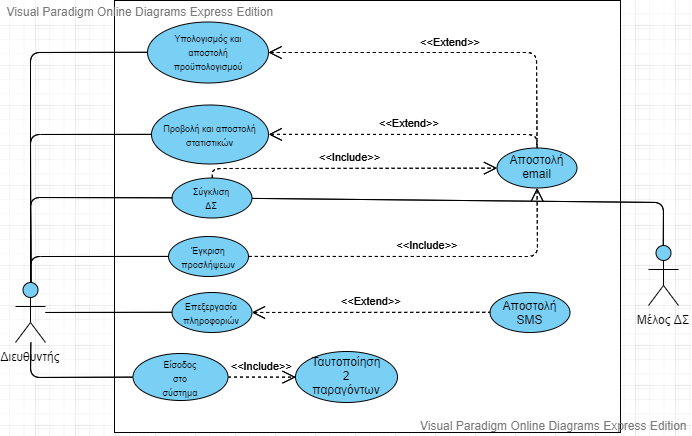 Visual Paradigm Online Diagrams Express Edition
Υπολογισμός και
αποστολή
προϋπολογισμού
<<Extend>>
Προβολή και αποστολή
στατιστικών
<<Extend>>
<<Include>>
Αποστολή
email
Σύγκλιση
ΔΣ
Έγκριση
προσλήψεων
<<Include>>
Επεξεργασία
πληροφοριών
<<Extend>>
Αποστολή
SMS
Μέλος ΔΣ
Διευθυντής
Είσοδος
στο
σύστημα
<<Include>>
Ταυτοποίηση
2
παραγόντων
Visual Paradigm Online Diagrams Express Edition